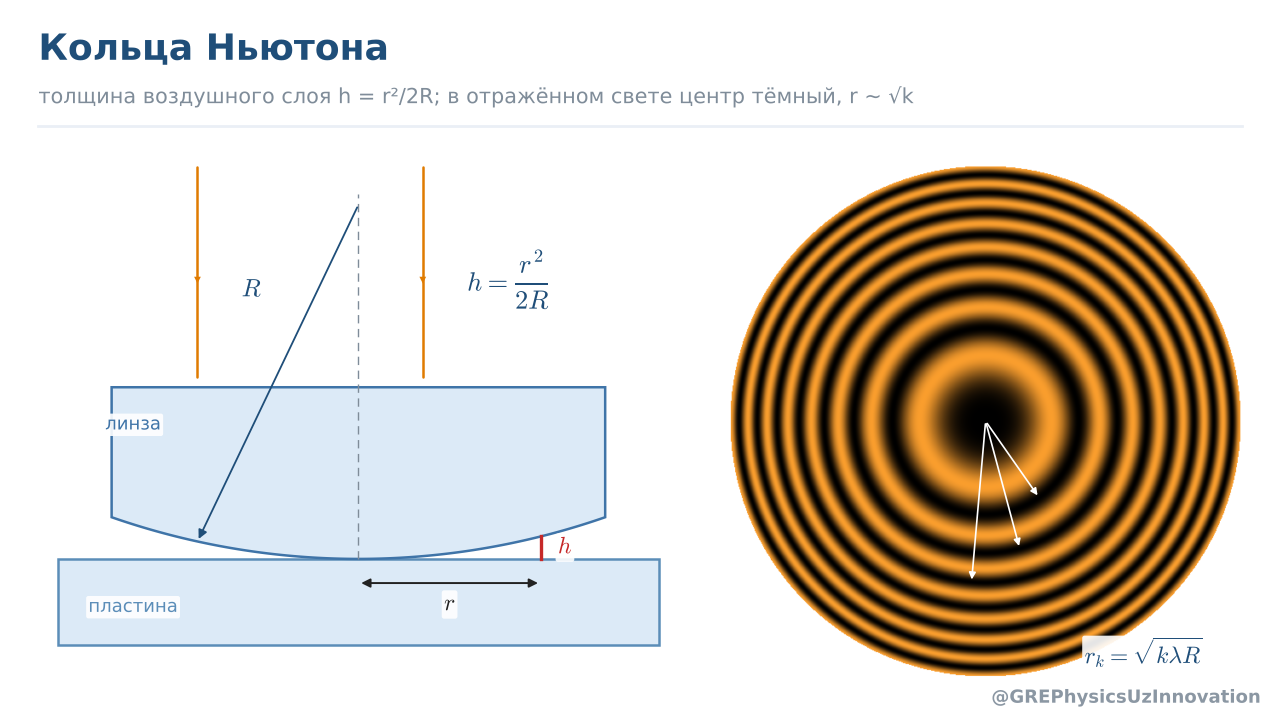 Кольца Ньютона
толщина воздушного слоя h = r²/2R; в отражённом свете центр тёмный, r ~ √k
R
h = r²/2R
линза
h
пластина
r
r_k = √kλR
@GREPhysicsUzInnovation